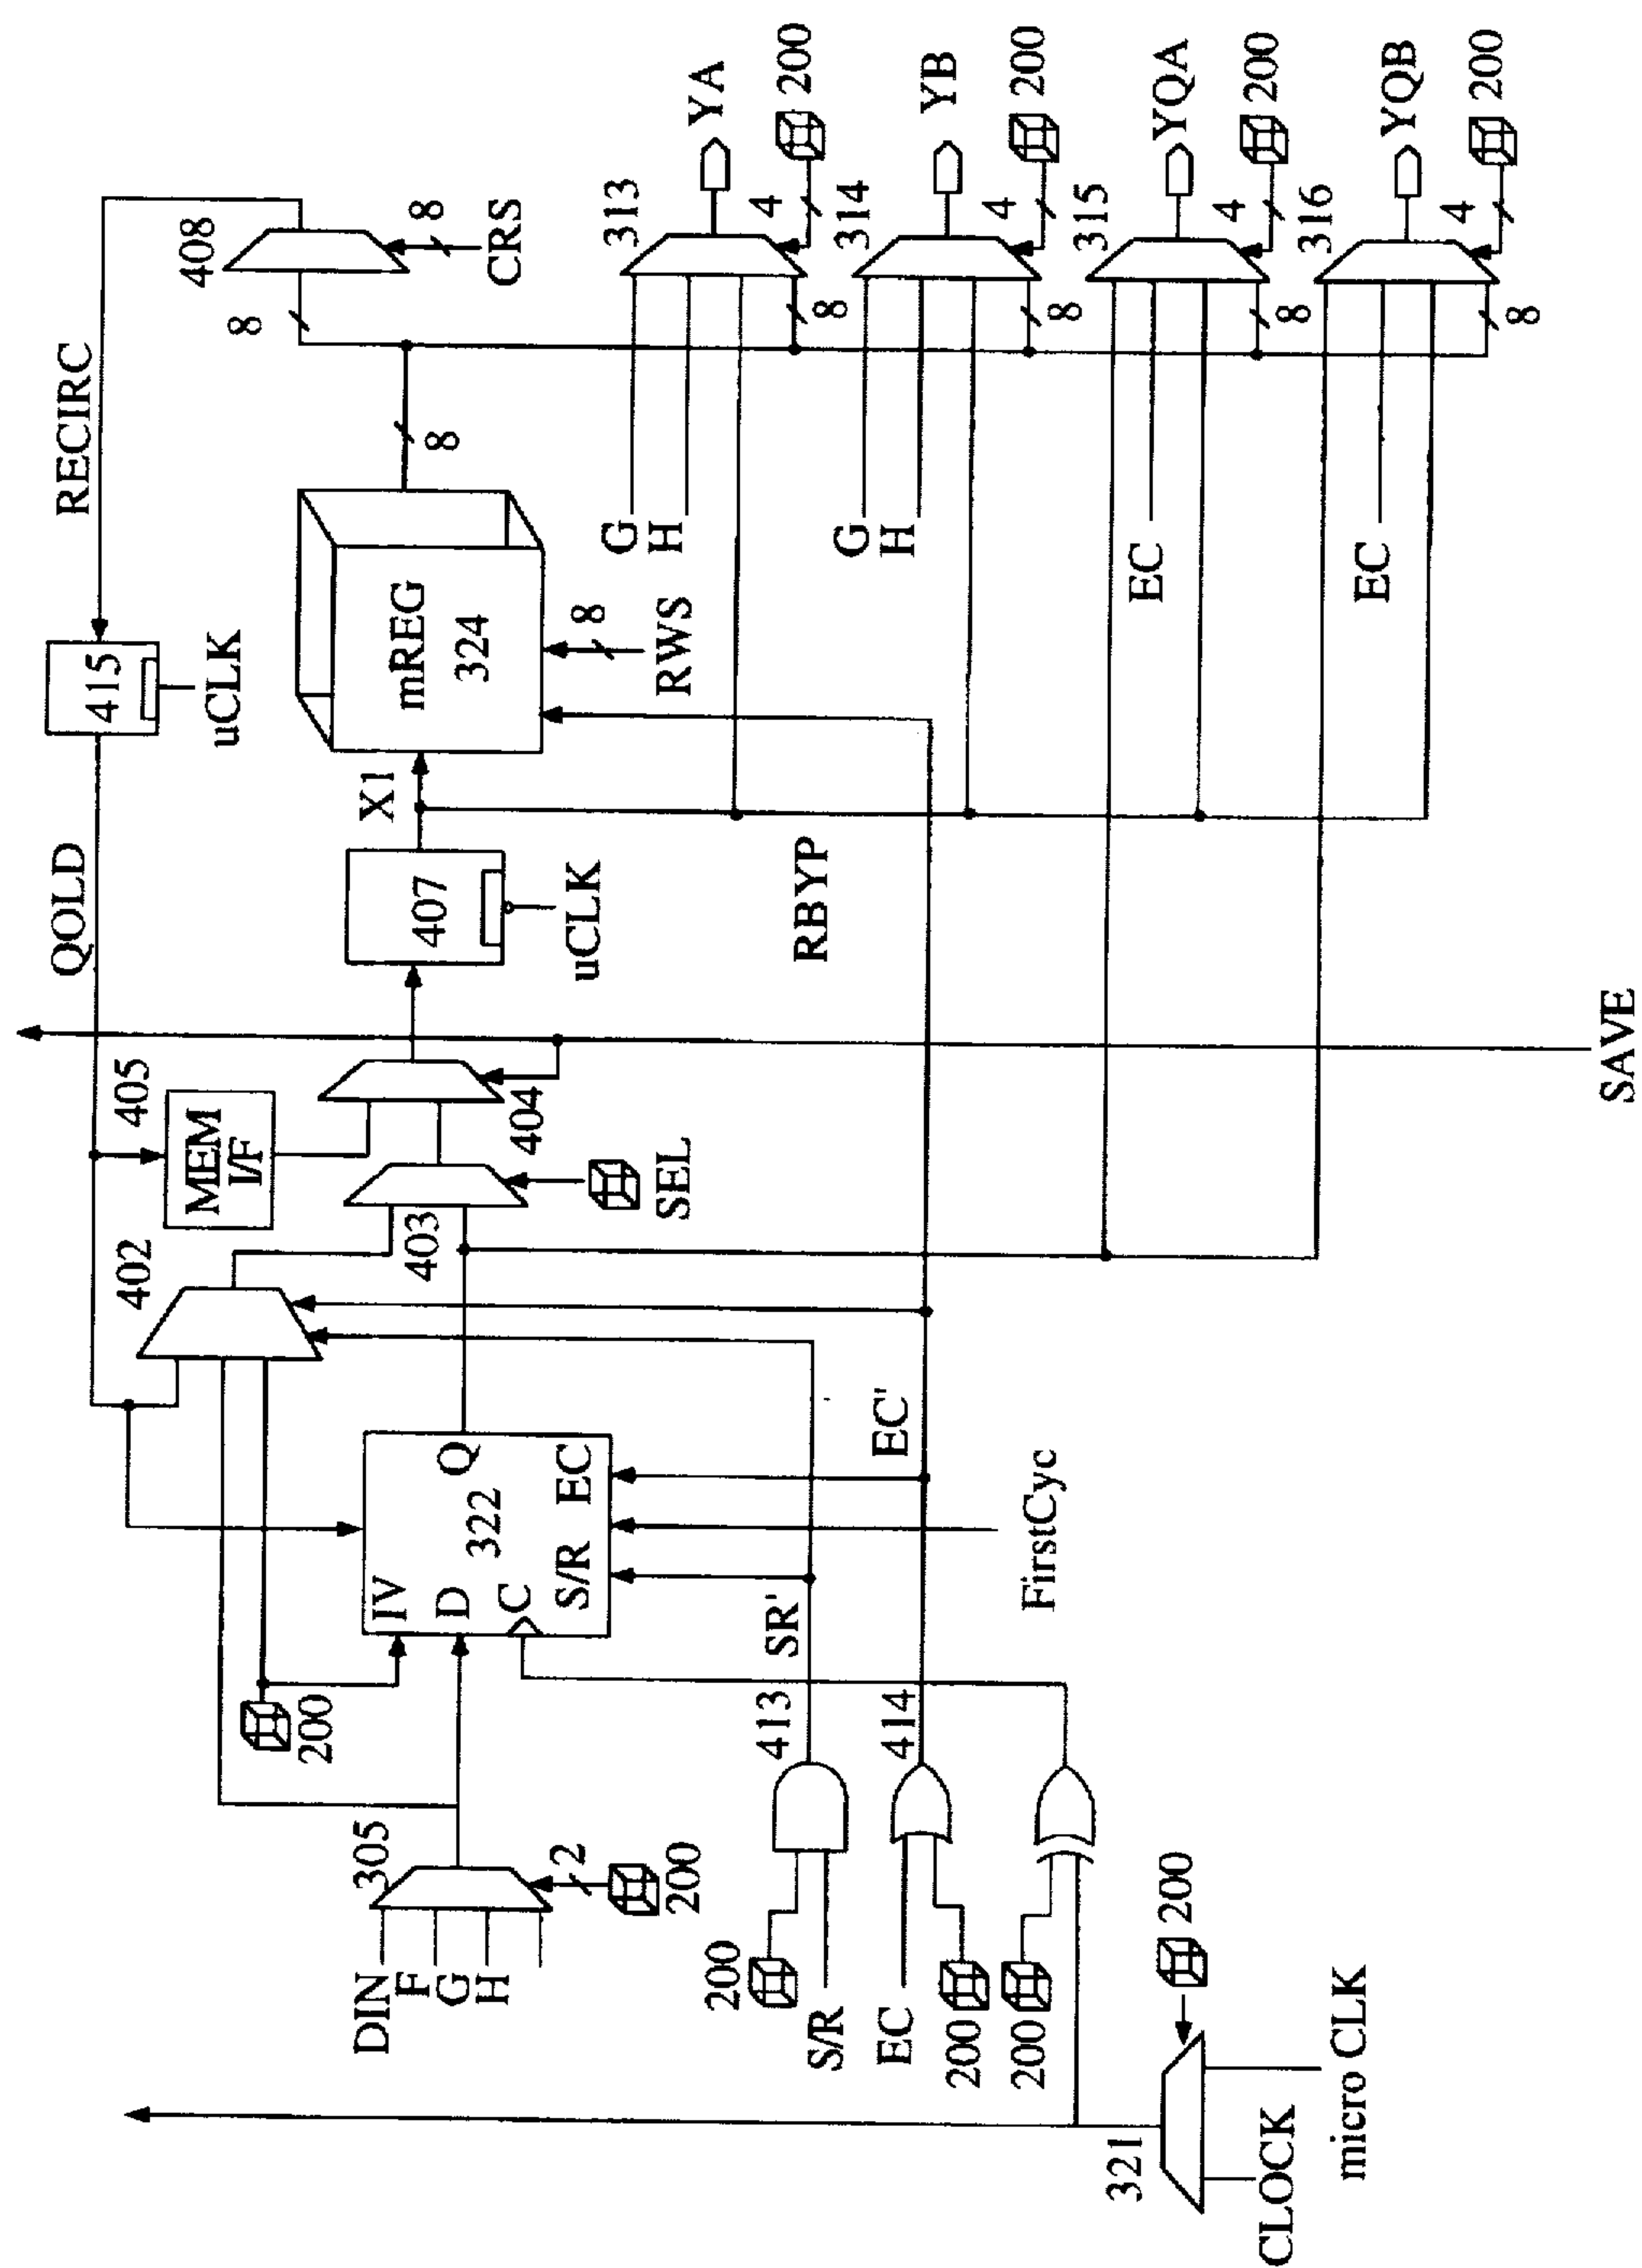 RECIRC
408
8
8
CRS
415
uCLK
QOLD
8
mREG
324
8
RWS
X1
407
uCLK
RBYP
G
H
313
YA
4
200
8
G
H
314
YB
4
200
8
EC
315
YQA
4
200
8
EC
316
YQB
4
200
8
405
MEM
I/F
404
SAVE
402
403
SEL
IV
D
C
Q
322
S/R
EC
200
SR'
EC'
FirstCyc
305
DIN
F
G
H
2
200
413
200
S/R
414
EC
200
200
321
200
CLOCK
micro CLK